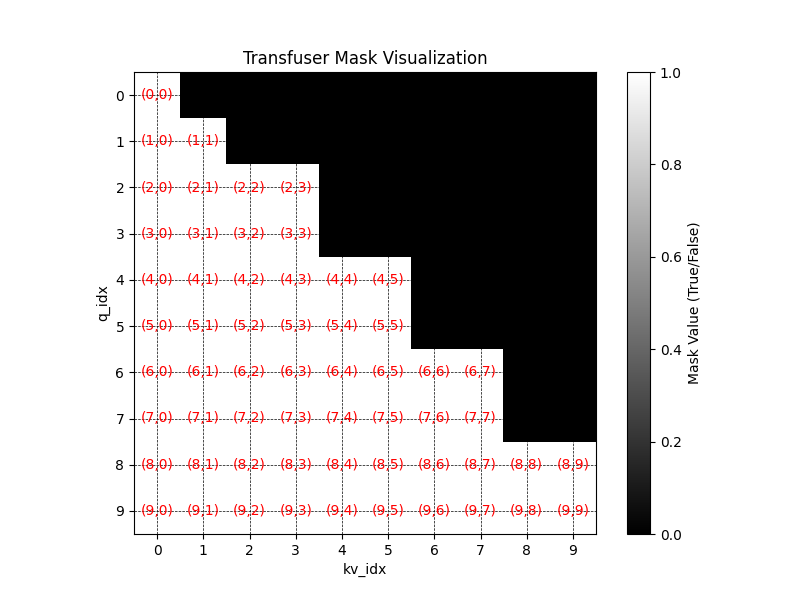 Transfuser Mask Visualization
0 (0,0)
1 (1,0) (1,1)
2 (2,0) (2,1) (2,2) (2,3)
3 (3,0) (3,1) (3,2) (3,3)
4 (4,0) (4,1) (4,2) (4,3) (4,4) (4,5)
5 (5,0) (5,1) (5,2) (5,3) (5,4) (5,5)
6 (6,0) (6,1) (6,2) (6,3) (6,4) (6,5) (6,6) (6,7)
7 (7,0) (7,1) (7,2) (7,3) (7,4) (7,5) (7,6) (7,7)
8 (8,0) (8,1) (8,2) (8,3) (8,4) (8,5) (8,6) (8,7) (8,8) (8,9)
9 (9,0) (9,1) (9,2) (9,3) (9,4) (9,5) (9,6) (9,7) (9,8) (9,9)
0 1 2 3 4 5 6 7 8 9
kv_idx
q_idx
1.0
0.8
0.6
0.4
0.2
0.0
Mask Value (True/False)